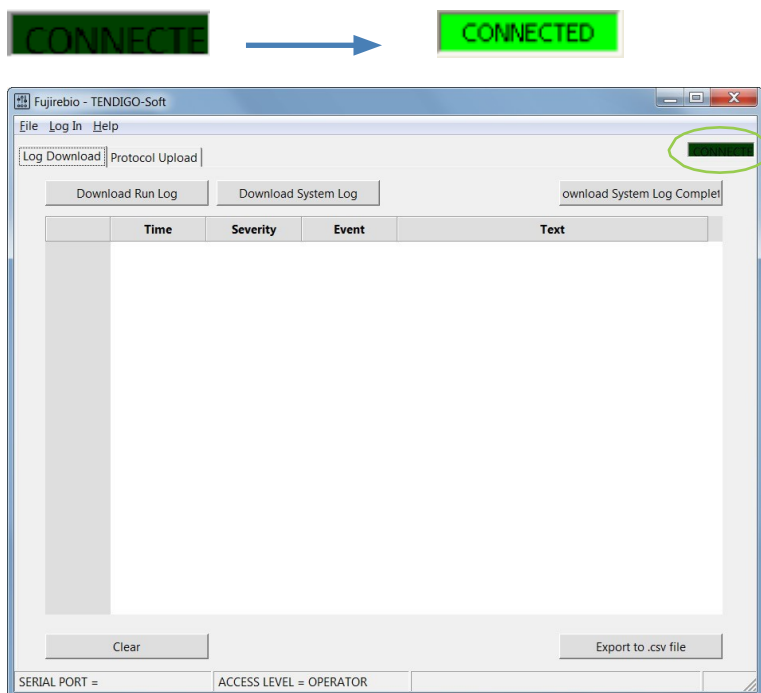 CONNECTE
CONNECTED
Fujirebio - TENDIGO-Soft
File Log In Help
CONNECTE
Log Download Protocol Upload
Download Run Log Download System Log ownload System Log Complet
Time Severity Event Text
Clear Export to .csv file
SERIAL PORT = ACCESS LEVEL = OPERATOR